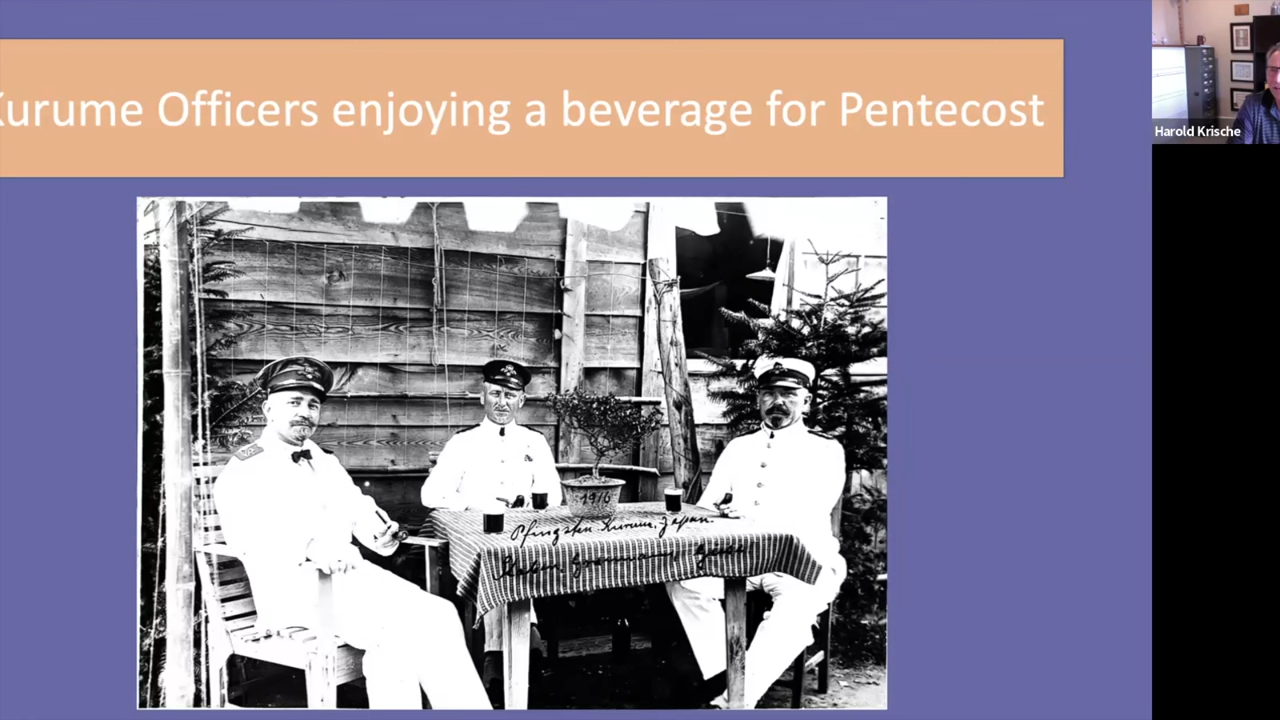 Kurume Officers enjoying a beverage for Pentecost
Harold Krische
1916
Pfingsten. Kurume, Japan.